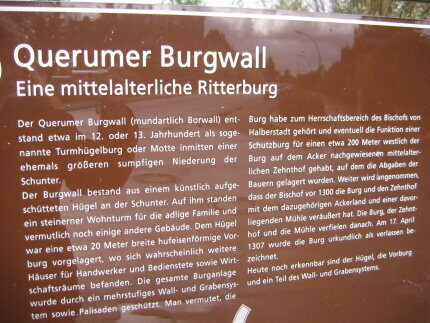 Querumer Burgwall
Eine mittelalterliche Ritterburg
Der Querumer Burgwall (mundartlich Borwall) ent-
stand etwa im 12. oder 13. Jahrhundert als soge-
nannte Turmhügelburg oder Motte inmitten einer
ehemals größeren sumpfigen Niederung der
Schunter.
Der Burgwall bestand aus einem künstlich aufge-
schütteten Hügel an der Schunter. Auf ihm standen
ein steinerner Wohnturm für die adlige Familie und
vermutlich noch einige andere Gebäude. Dem Hügel
war eine etwa 20 Meter breite hufeisenförmige Vor-
burg vorgelagert, wo sich wahrscheinlich weitere
Häuser für Handwerker und Bedienstete sowie Wirt-
schaftsräume befanden. Die gesamte Burganlage
wurde durch ein mehrstufiges Wall- und Grabensys-
tem sowie Palisaden geschützt. Man vermutet, die
Burg habe zum Herrschaftsbereich des Bischofs von
Halberstadt gehört und eventuell die Funktion einer
Schutzburg für einen etwa 200 Meter westlich der
Burg auf dem Acker nachgewiesenen mittelalter-
lichen Zehnthof gehabt, auf dem die Abgaben der
Bauern gelagert wurden. Weiter wird angenommen,
dass der Bischof vor 1300 die Burg und den Zehnthof
mit dem dazugehörigen Ackerland und einer davor-
liegenden Mühle veräußert hat. Die Burg, der Zehnt-
hof und die Mühle verfielen danach. Am 17. April
1307 wurde die Burg urkundlich als verlassen be-
zeichnet.
Heute noch erkennbar sind der Hügel, die Vorburg
und ein Teil des Wall- und Grabensystems.